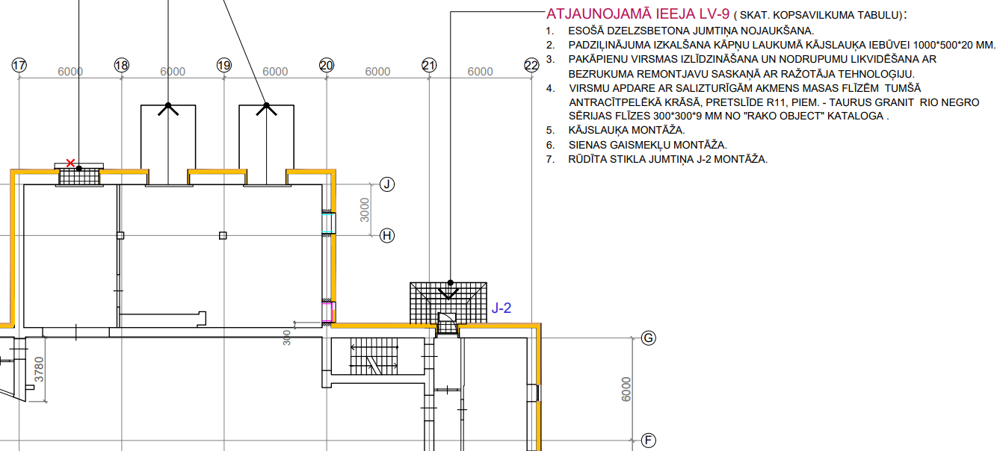 ATJAUNOJAMĀ IEEJA LV-9 ( SKAT. KOPSAVILKUMA TABULU):
1. ESOŠĀ DZELZSBETONA JUMTIŅA NOJAUKŠANA.
2. PADZIĻINĀJUMA IZKALŠANA KĀPŅU LAUKUMĀ KĀJSLAUĶA IEBŪVEI 1000*500*20 MM.
3. PAKĀPIENU VIRSMAS IZLĪDZINĀŠANA UN NODRUPUMU LIKVIDĒŠANA AR
BEZRUKUMA REMONTJAVU SASKAŅĀ AR RAŽOTĀJA TEHNOLOĢIJU.
4. VIRSMU APDARE AR SALIZTURĪGĀM AKMENS MASAS FLĪZĒM TUMŠĀ
ANTRACĪTPELĒKĀ KRĀSĀ, PRETSLĪDE R11, PIEM. - TAURUS GRANIT RIO NEGRO
SĒRIJAS FLĪZES 300*300*9 MM NO "RAKO OBJECT" KATALOGA .
5. KĀJSLAUĶA MONTĀŽA.
6. SIENAS GAISMEKĻU MONTĀŽA.
7. RŪDĪTA STIKLA JUMTIŅA J-2 MONTĀŽA.
17 18 19 20 21 22
6000 6000 6000 6000 6000
J
3000
H
J-2
300
G
3780
6000
F